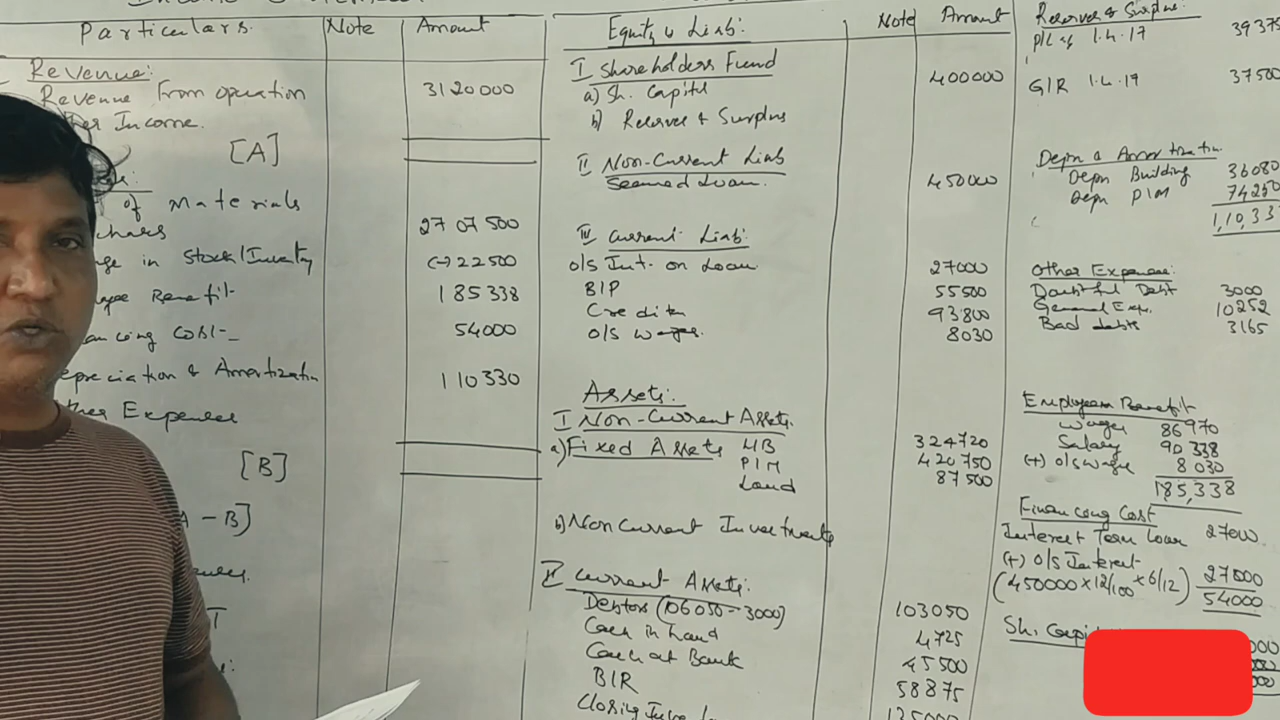 Particulars. Note Amount
Revenue:
Revenue From operation 3120000
Income.
[A]
of Materials
2707500
in Stock/Inventory (-)22500
Benefit 185338
Cost 54000
Depreciation & Amortization 110330
Expenses
[B]
A - B]
Equity & Liab: Note Amount
I Shareholders Fund
a) Sh. Capital 400000
b) Reserves & Surplus
II Non-Current Liab
Secured Loan. 450000
III Current Liab:
o/s Int. on Loan 27000
B/P 55500
Creditors 93800
o/s wages. 8030
Assets:
I Non-Current Assets.
a) Fixed Assets L/B 324720
P/M 420750
Land 87500
b) Non Current Investments
II Current Assets:
Debtors (106050-3000) 103050
Cash in hand 4725
Cash at Bank 45500
B/R 58875
Reserves & Surplus
P/L as 1.4.17
G/R 1.4.17 37500
Depn & Amortization
Depn Building 36080
Depn P/M 74250
1,10,33
Other Expenses:
Doubtful Debt 3000
General Exp. 10252
Bad debts 3165
Employees Benefit
wages 86970
Salary 90338
(+) o/s wages 8030
185,338
Financing Cost
Interest Term Loan 27000
(+) o/s Interest
(450000 x 12/100 x 6/12) 27000
54000